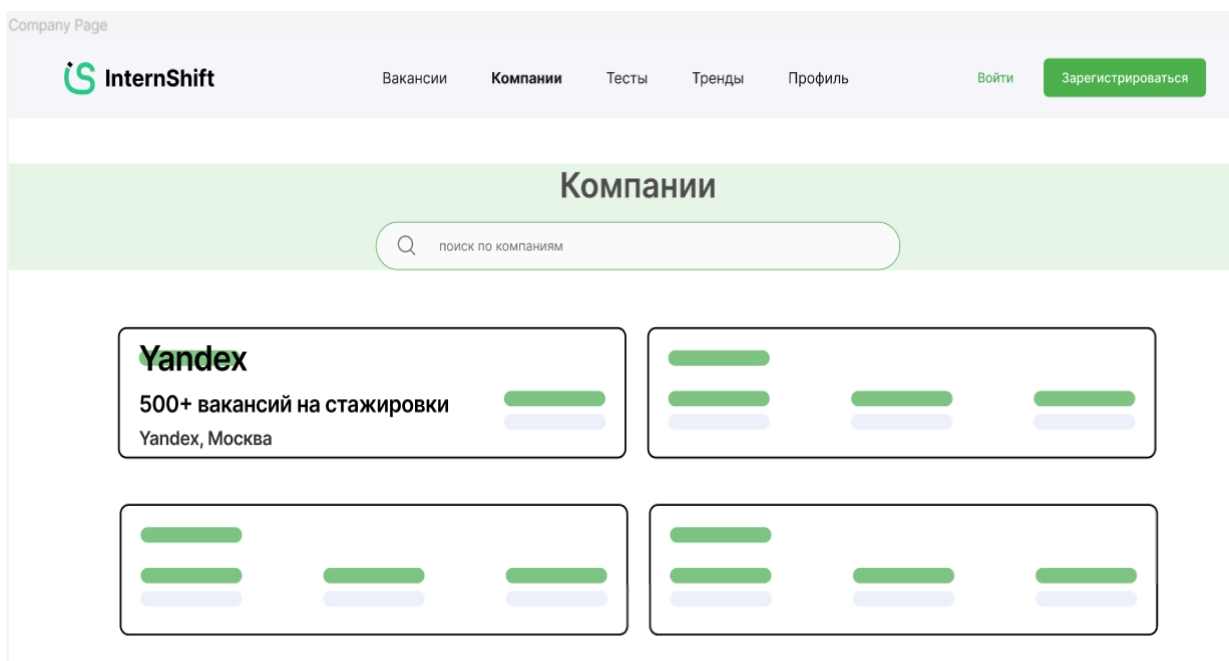 Company Page
InternShift
Вакансии Компании Тесты Тренды Профиль Войти Зарегистрироваться
Компании
поиск по компаниям
Yandex
500+ вакансий на стажировки
Yandex, Москва